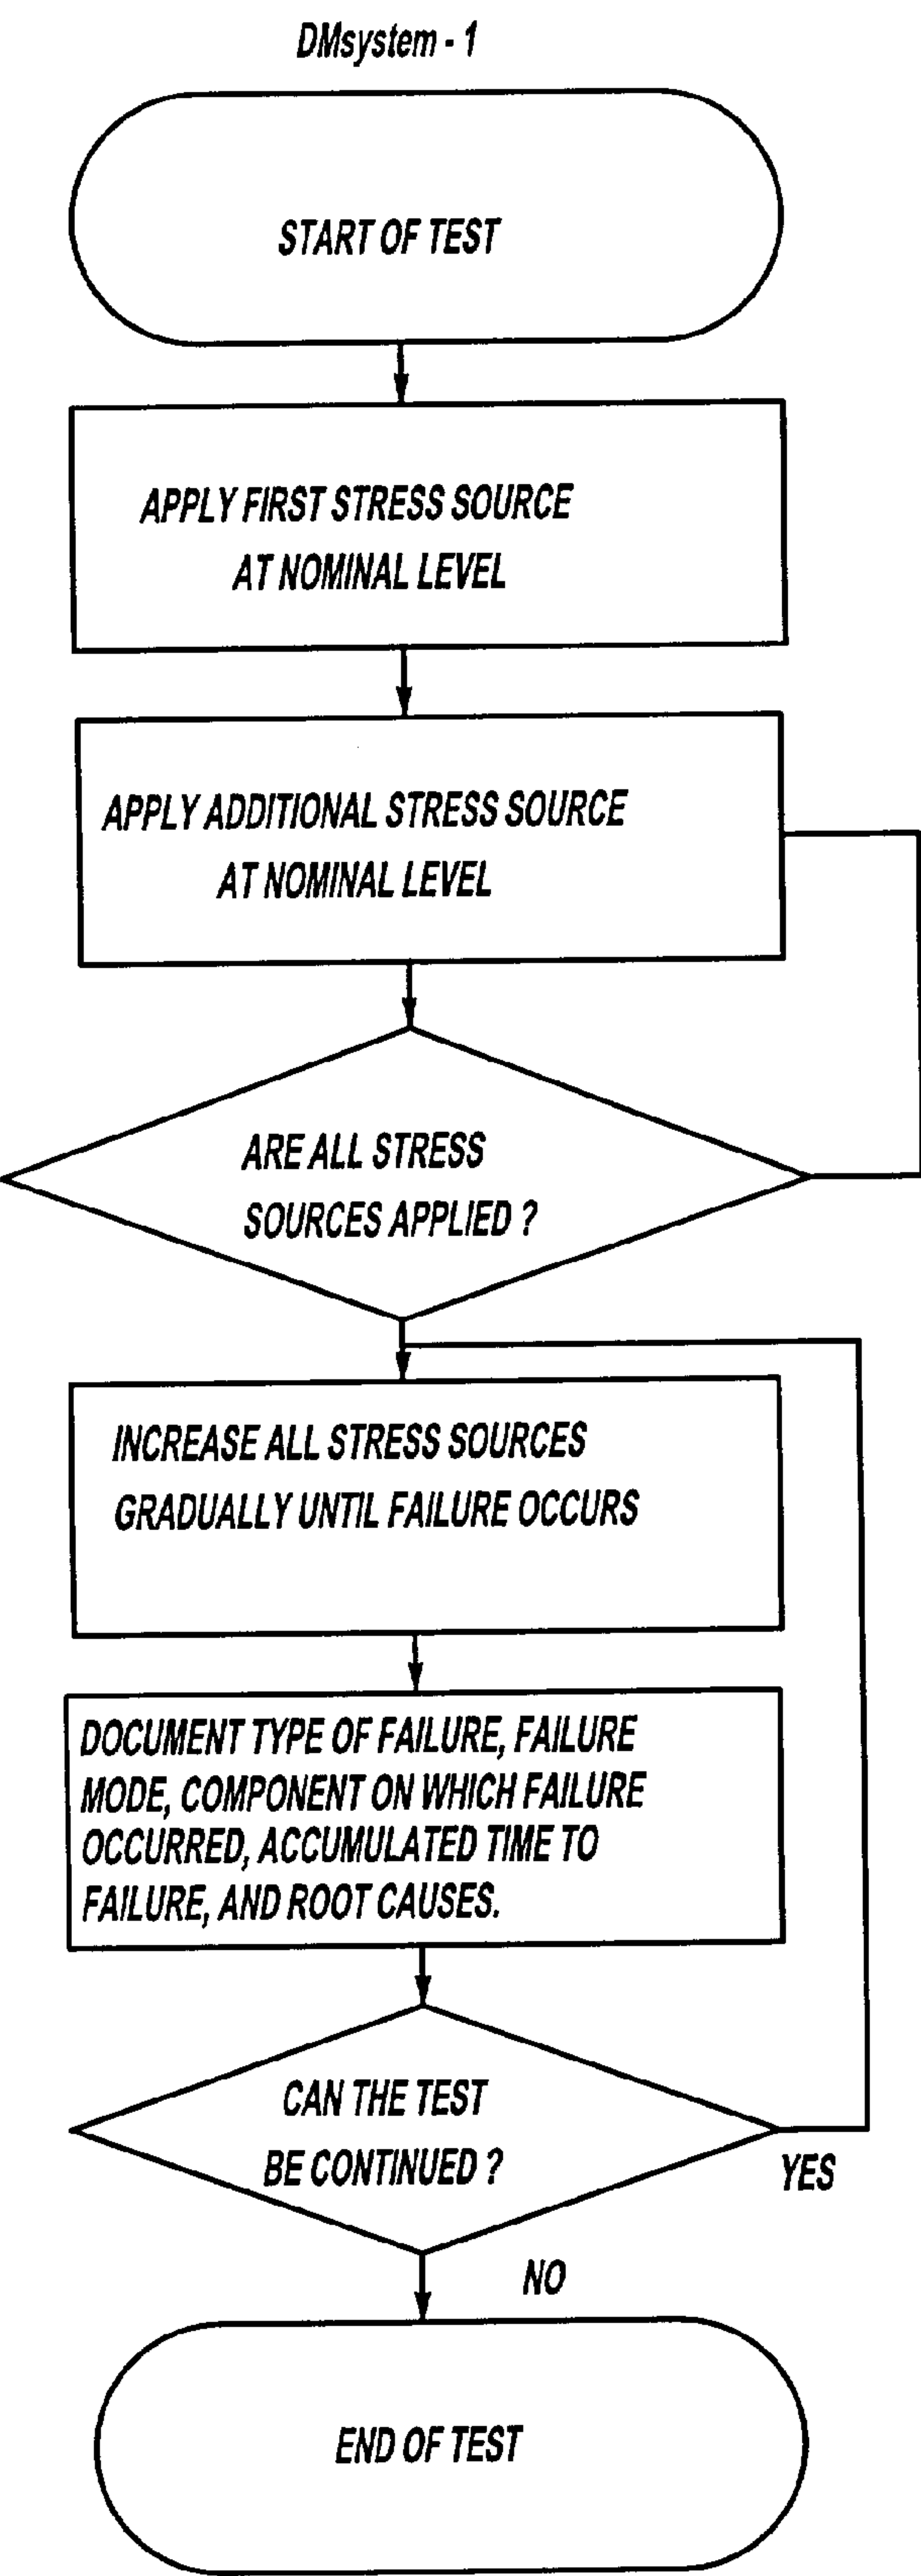 DMsystem - 1
START OF TEST
APPLY FIRST STRESS SOURCE
AT NOMINAL LEVEL
APPLY ADDITIONAL STRESS SOURCE
AT NOMINAL LEVEL
ARE ALL STRESS
SOURCES APPLIED ?
INCREASE ALL STRESS SOURCES
GRADUALLY UNTIL FAILURE OCCURS
DOCUMENT TYPE OF FAILURE, FAILURE
MODE, COMPONENT ON WHICH FAILURE
OCCURRED, ACCUMULATED TIME TO
FAILURE, AND ROOT CAUSES.
CAN THE TEST
BE CONTINUED ?
YES
NO
END OF TEST